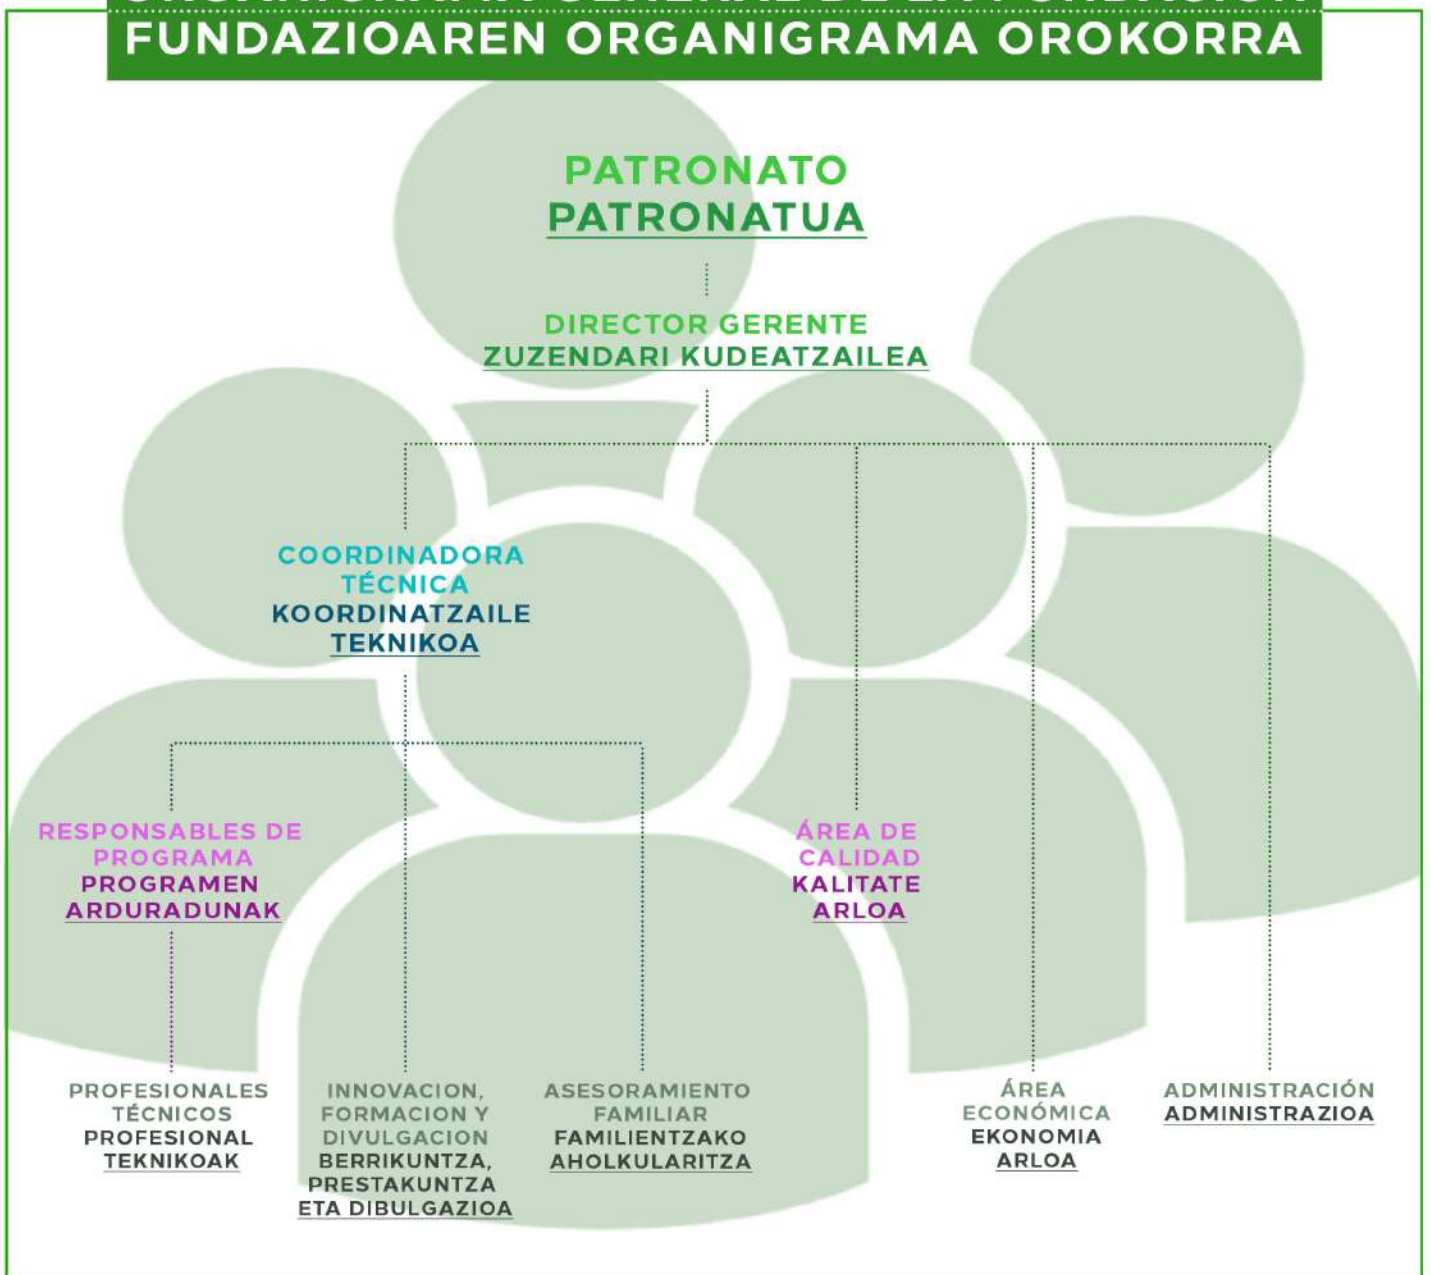 FUNDAZIOAREN ORGANIGRAMA OROKORRA
PATRONATO
PATRONATUA
DIRECTOR GERENTE
ZUZENDARI KUDEATZAILEA
COORDINADORA
TÉCNICA
KOORDINATZAILE
TEKNIKOA
RESPONSABLES DE
PROGRAMA
PROGRAMEN
ARDURADUNAK
ÁREA DE
CALIDAD
KALITATE
ARLOA
PROFESIONALES
TÉCNICOS
PROFESIONAL
TEKNIKOAK
INNOVACION,
FORMACION Y
DIVULGACION
BERRIKUNTZA,
PRESTAKUNTZA
ETA DIBULGAZIOA
ASESORAMIENTO
FAMILIAR
FAMILIENTZAKO
AHOLKULARITZA
ÁREA
ECONÓMICA
EKONOMIA
ARLOA
ADMINISTRACIÓN
ADMINISTRAZIOA